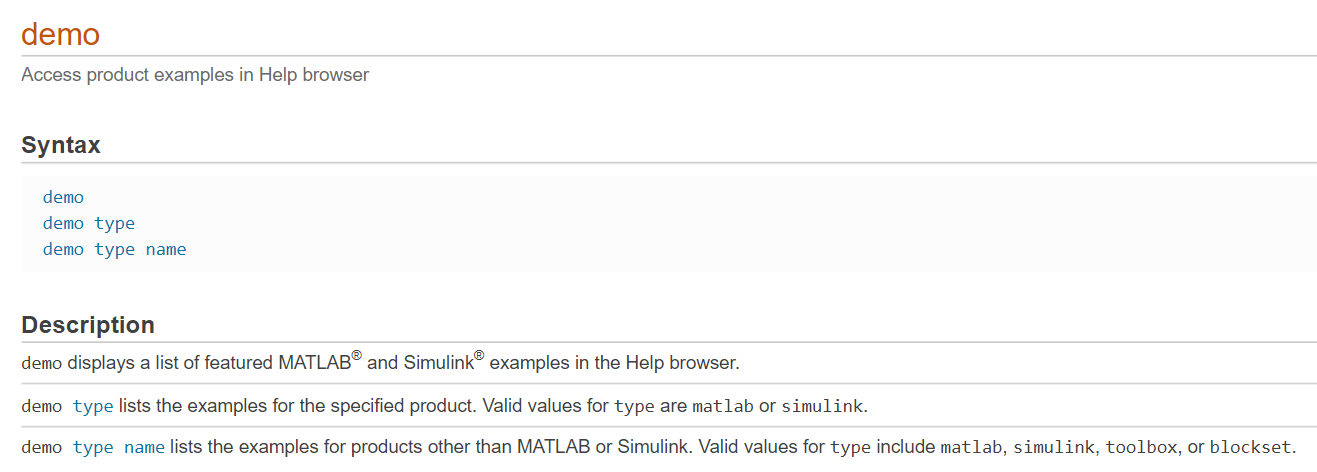 demo
Access product examples in Help browser
Syntax
demo
demo type
demo type name
Description
demo displays a list of featured MATLAB® and Simulink® examples in the Help browser.
demo type lists the examples for the specified product. Valid values for type are matlab or simulink.
demo type name lists the examples for products other than MATLAB or Simulink. Valid values for type include matlab, simulink, toolbox, or blockset.